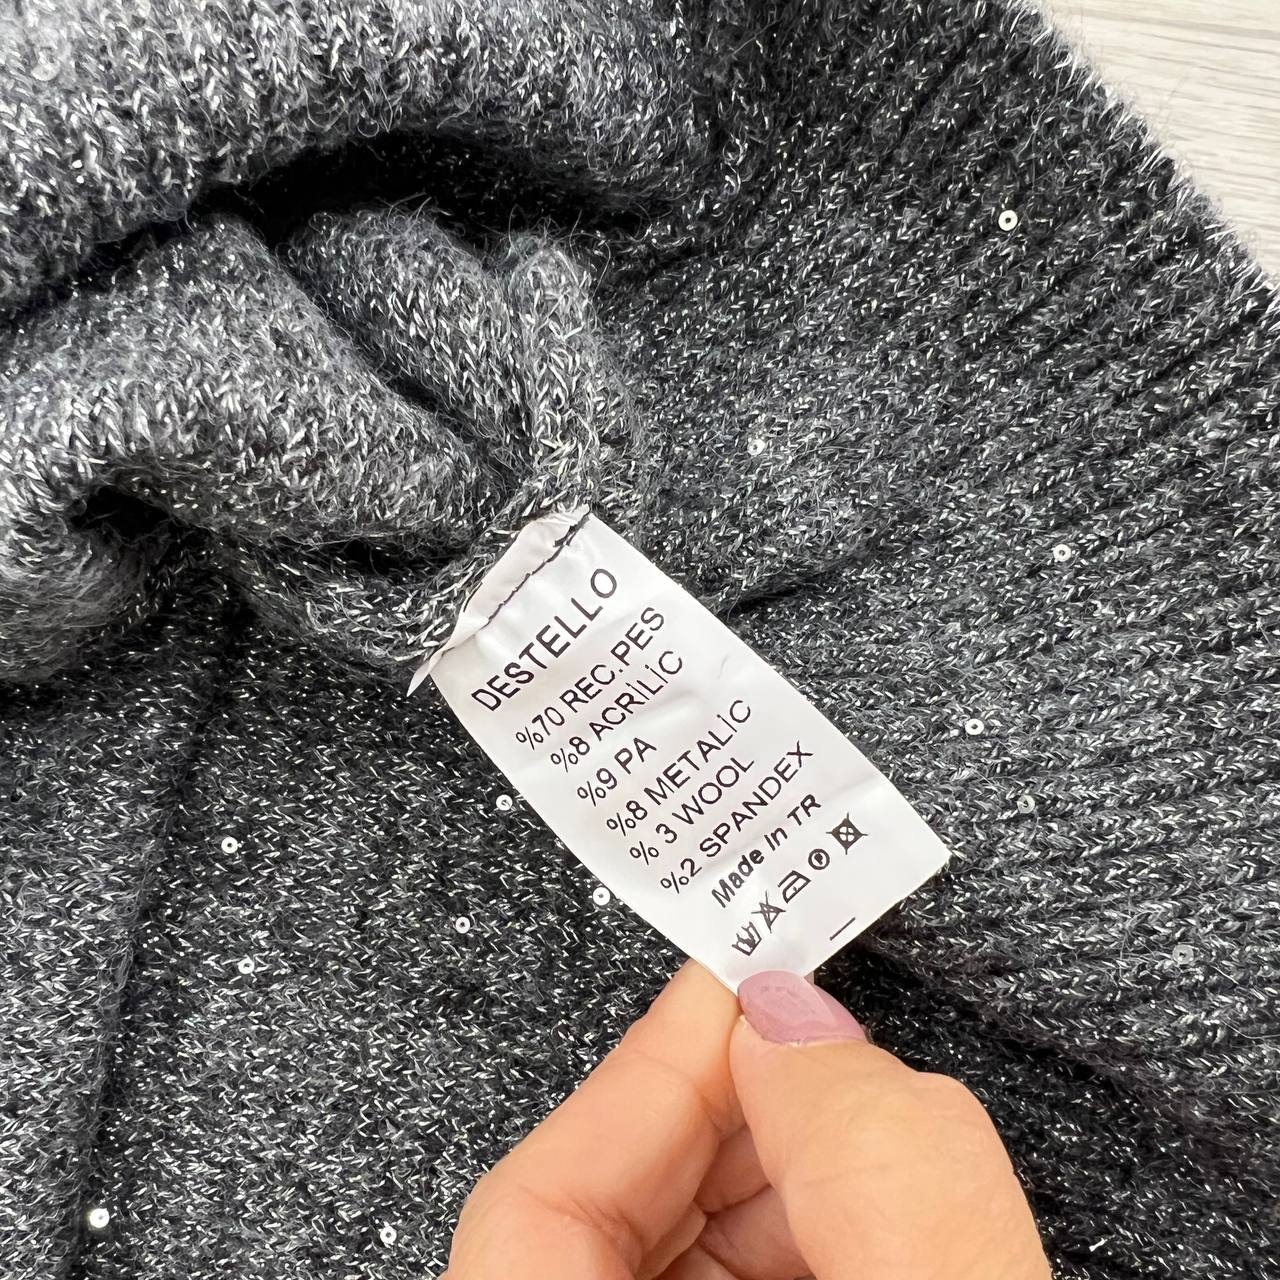 DESTELLO
%70 REC.PES
%8 ACRİLİC
%9 PA
%8 METALİC
% 3 WOOL
%2 SPANDEX
Made in TR
P